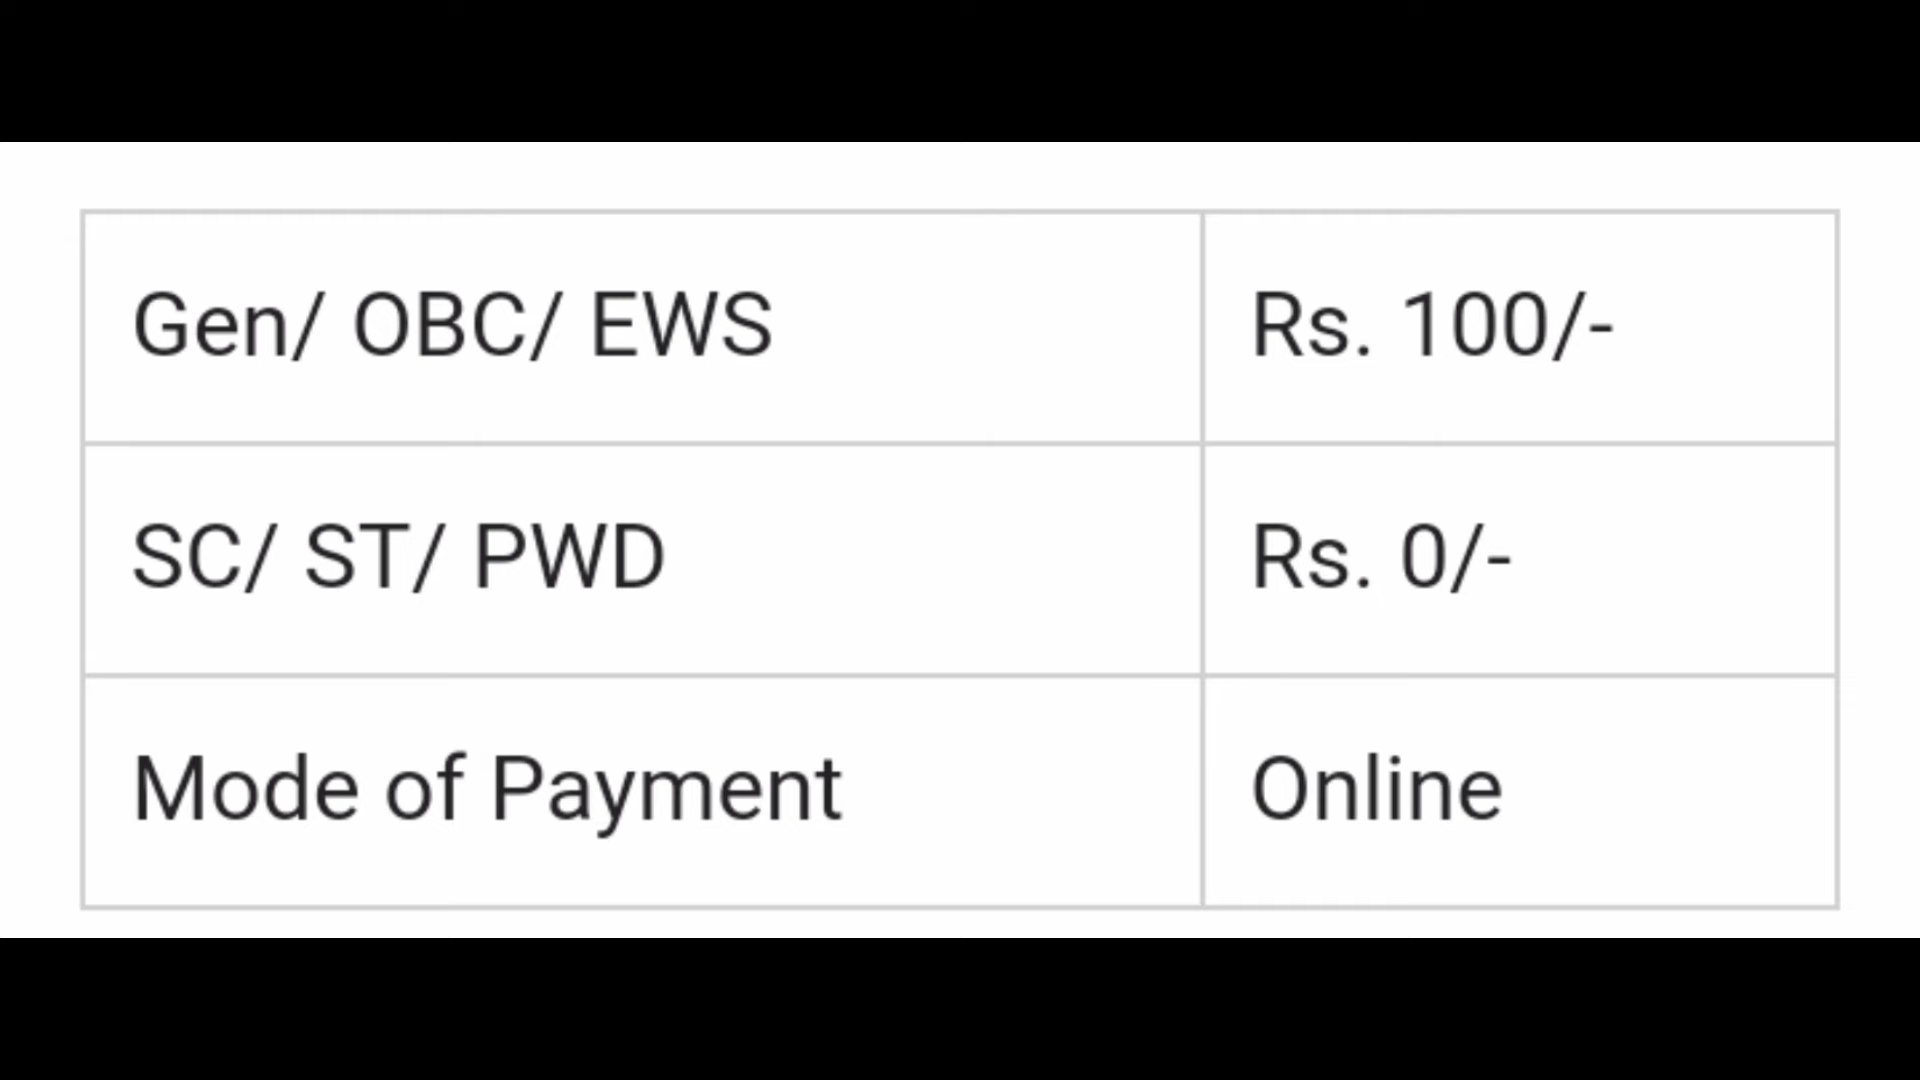 Gen/ OBC/ EWS Rs. 100/-
SC/ ST/ PWD Rs. 0/-
Mode of Payment Online